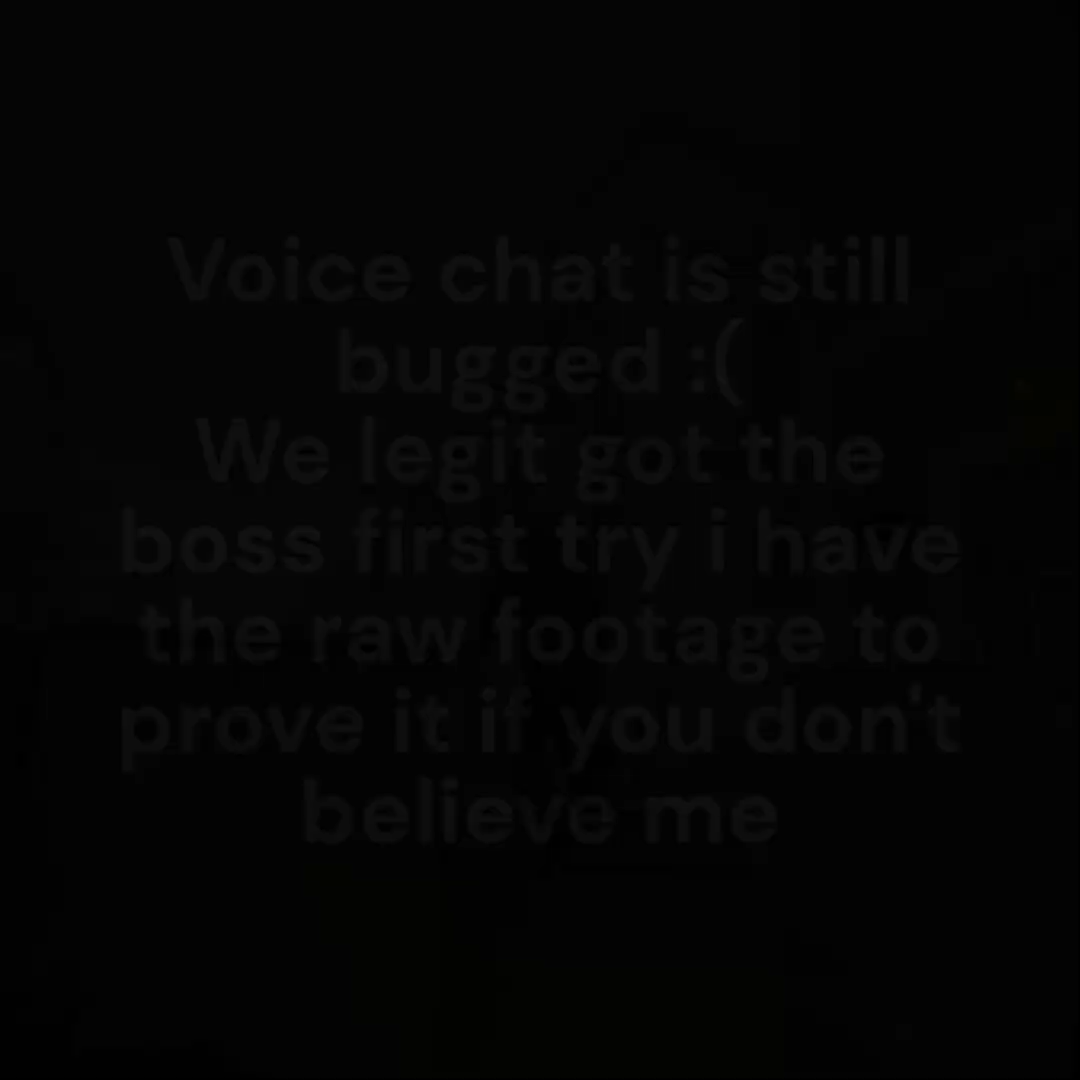 Voice chat is still
bugged :(
We legit got the
boss first try i have
the raw footage to
prove it if you don't
believe me